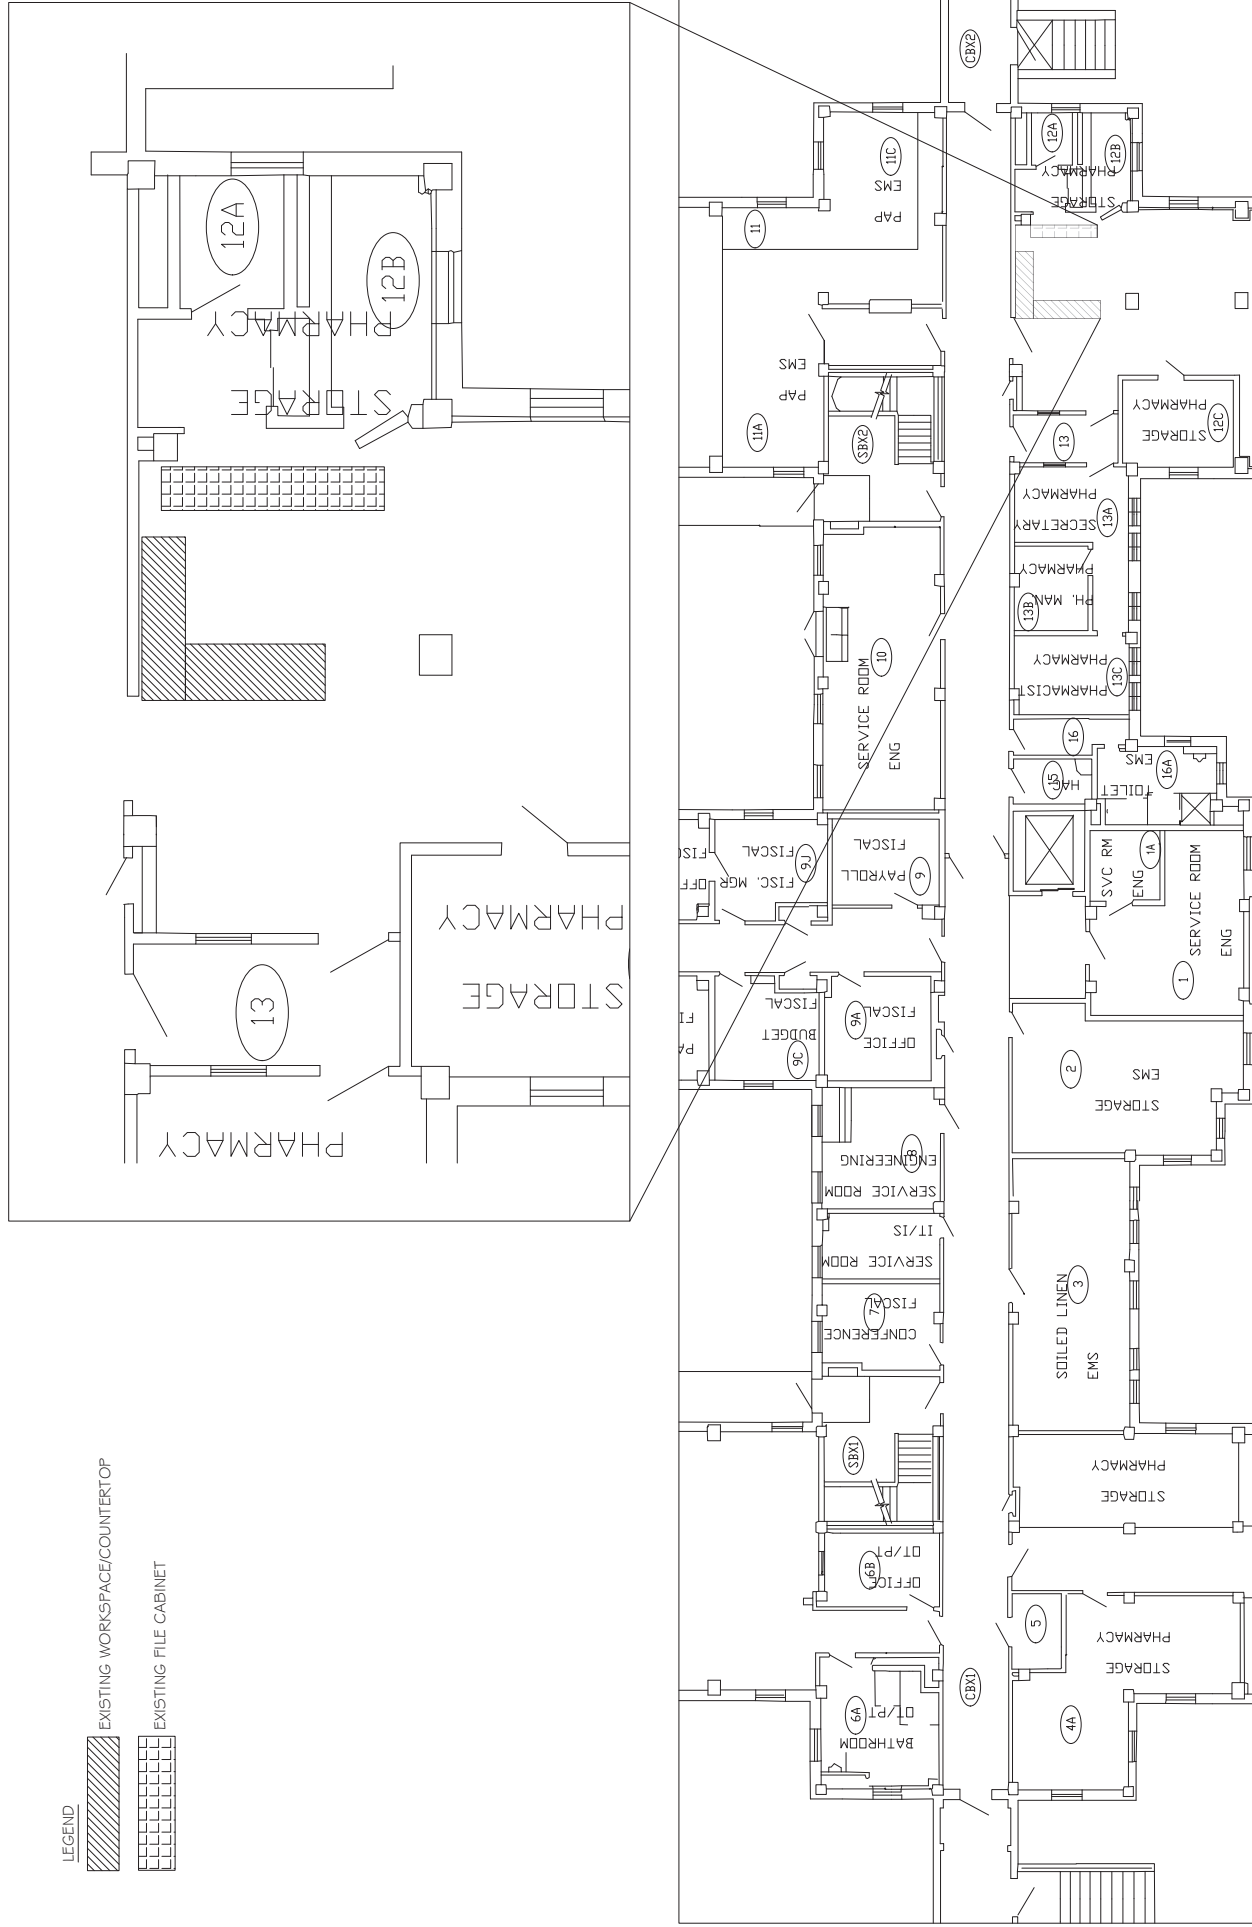 LEGEND
EXISTING WORKSPACE/COUNTERTOP
EXISTING FILE CABINET
12A
12B
PHARMACY
STORAGE
13
PHARMACY
STORAGE
PHARMACY
CBX2
11C
EMS
PAP
11
12A
12B
PHARMACY
STORAGE
EMS
PAP
11A
SBX2
13
PHARMACY
STORAGE
12C
PHARMACY
SECRETARY
13A
PHARMACY
PH. MAN.
13B
PHARMACY
PHARMACIST
13C
10
SERVICE ROOM
ENG
16
15
HAC
EMS
TOILET
16A
FISCAL
FISC. MGR
9J
FISCAL
PAYROLL
9
SVC RM
ENG
1A
SERVICE ROOM
ENG
1
FISCAL
BUDGET
9C
9A
FISCAL
OFFICE
2
EMS
STORAGE
8
ENGINEERING
SERVICE ROOM
IT/IS
SERVICE ROOM
7
FISCAL
CONFERENCE
SOILED LINEN
EMS
3
SBX1
PHARMACY
STORAGE
6B
OT/PT
OFFICE
5
PHARMACY
STORAGE
CBX1
4A
6A
OT/PT
BATHROOM